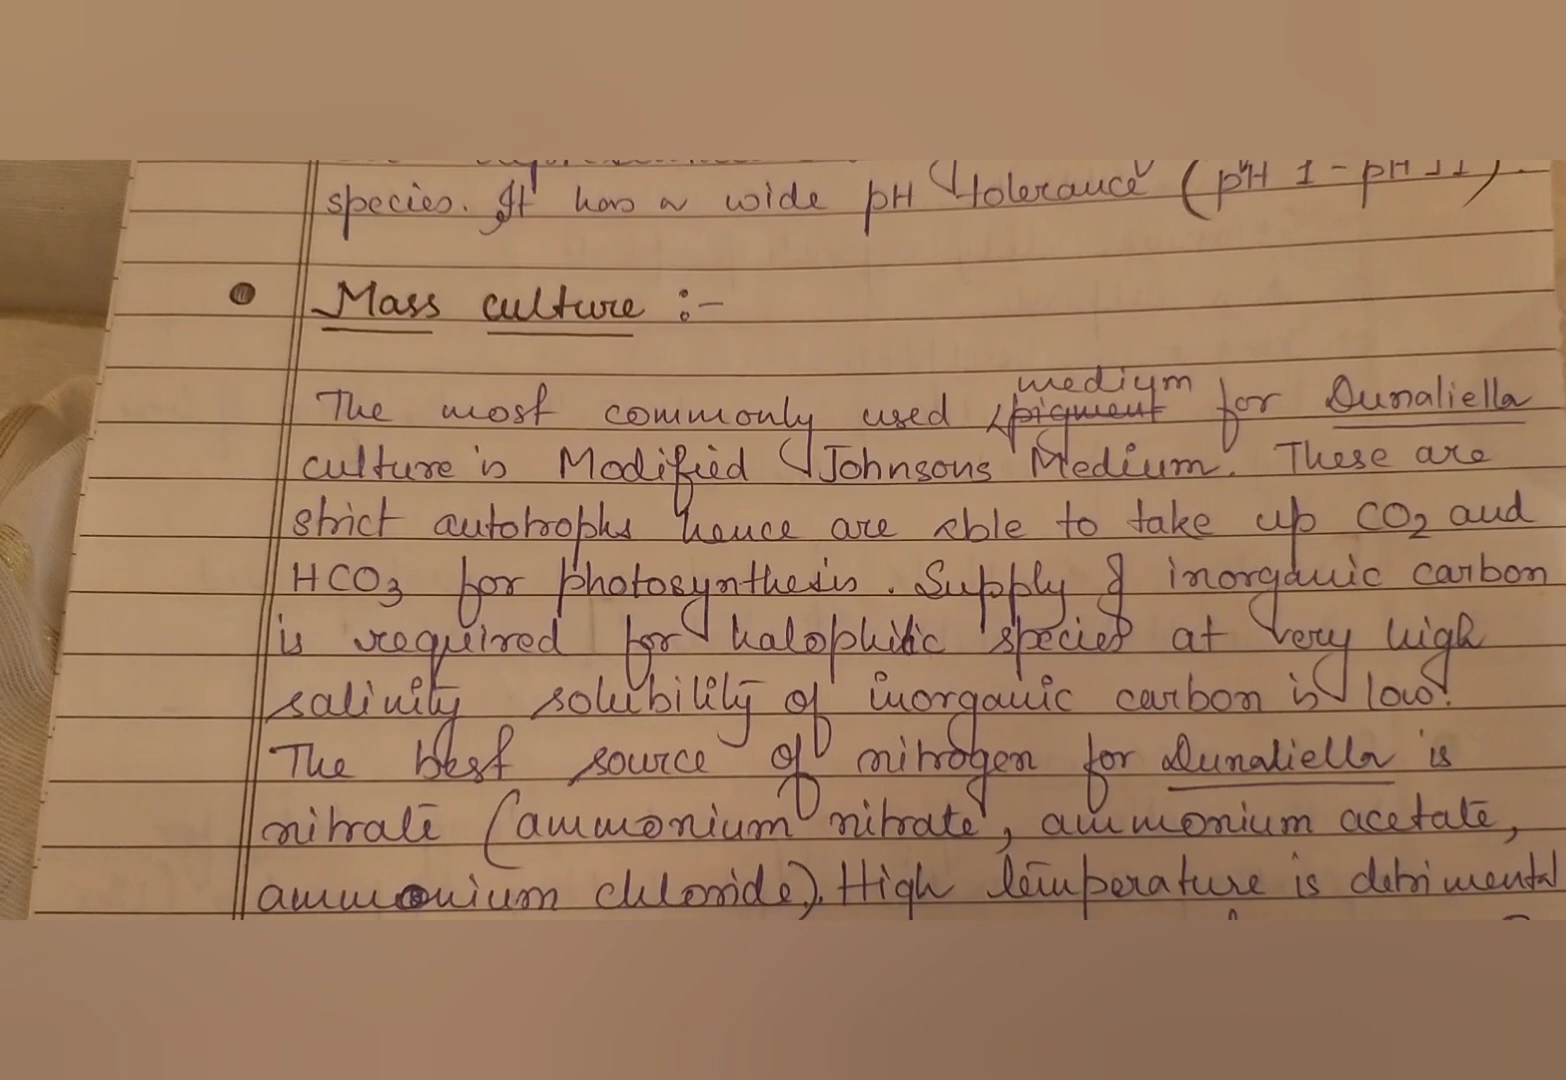 species. It has a wide pH tolerance (pH 1 - pH 11).
Mass culture :-
medium
The most commonly used pigment for Dunaliella
culture is Modified Johnsons Medium. These are
strict autotrophs hence are able to take up CO2 and
HCO3 for photosynthesis. Supply of inorganic carbon
is required for halophilic species at very high
salinity solubility of inorganic carbon is low.
The best source of nitrogen for Dunaliella is
nitrate (ammonium nitrate, ammonium acetate,
ammonium chloride). High temperature is detrimental